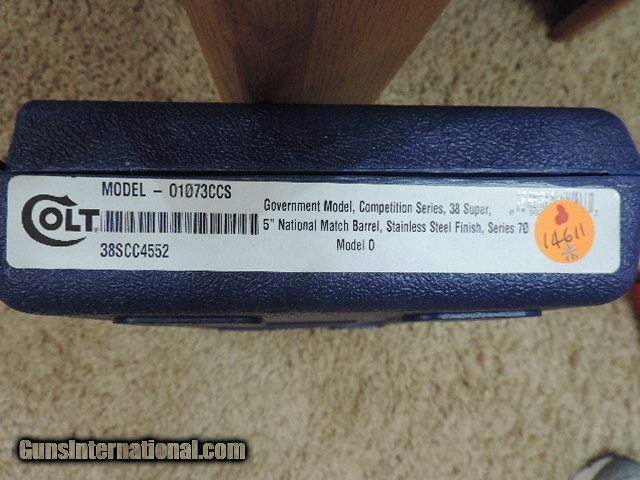 COLT
MODEL - O1073CCS
38SCC4552
Government Model, Competition Series, 38 Super,
5" National Match Barrel, Stainless Steel Finish, Series 70
Model O
14611
GunsInternational.com